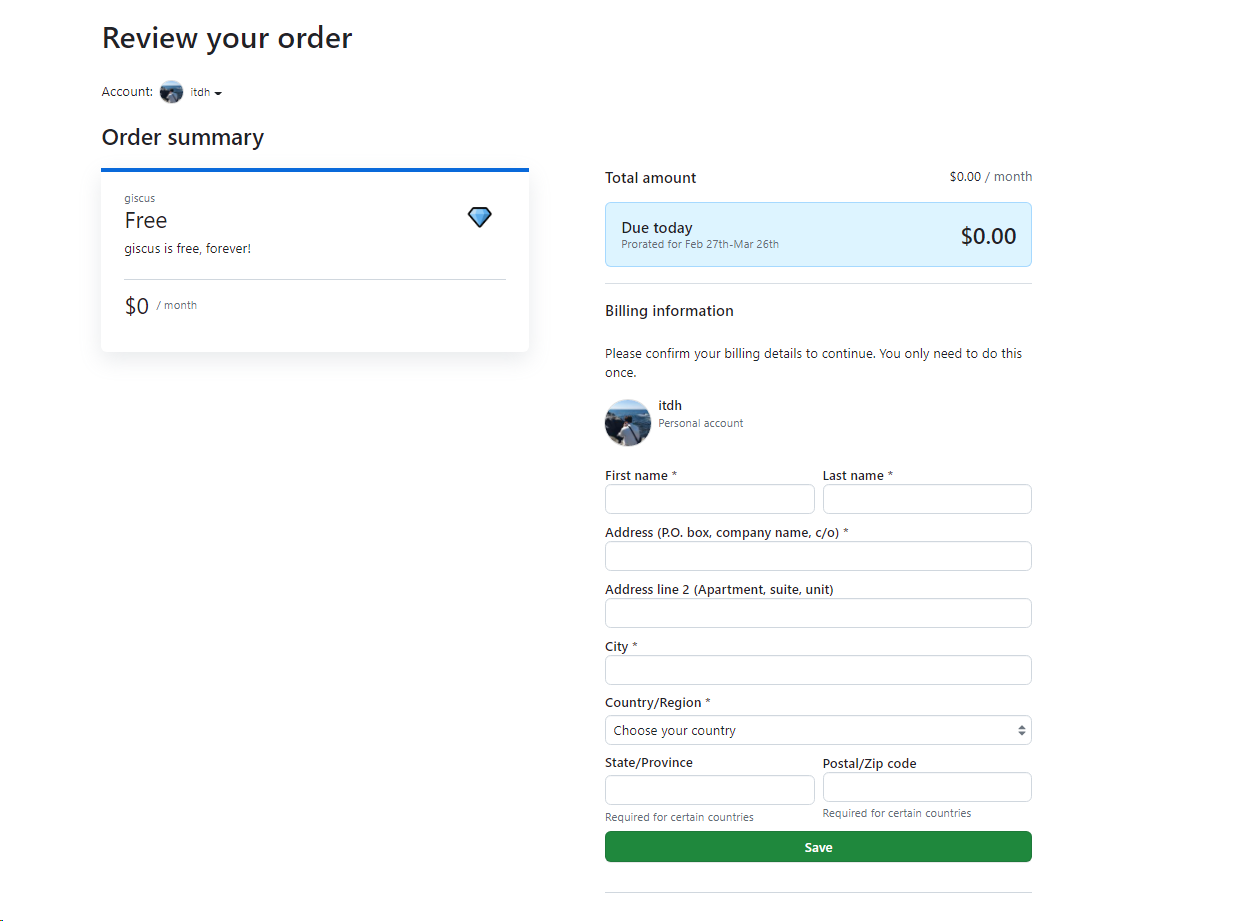 Review your order
Account: itdh
Order summary
giscus
Free
giscus is free, forever!
$0 / month
Total amount $0.00 / month
Due today
Prorated for Feb 27th-Mar 26th
$0.00
Billing information
Please confirm your billing details to continue. You only need to do this
once.
itdh
Personal account
First name * Last name *
Address (P.O. box, company name, c/o) *
Address line 2 (Apartment, suite, unit)
City *
Country/Region *
Choose your country
State/Province Postal/Zip code
Required for certain countries Required for certain countries
Save